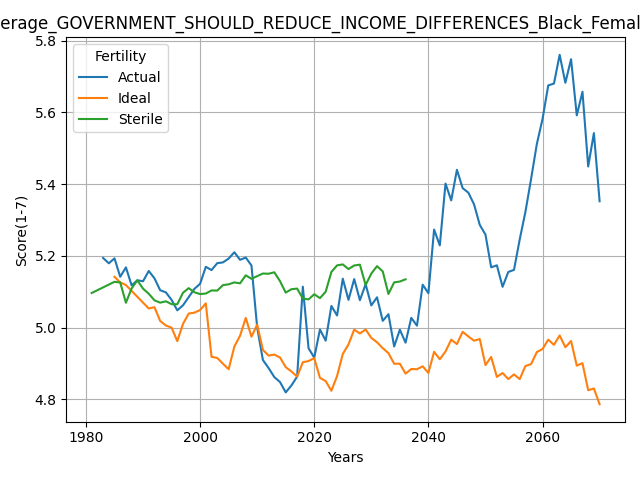 erage_GOVERNMENT_SHOULD_REDUCE_INCOME_DIFFERENCES_Black_Femal
Fertility
Actual
Ideal
Sterile
Score(1-7)
5.8
5.6
5.4
5.2
5.0
4.8
1980 2000 2020 2040 2060
Years